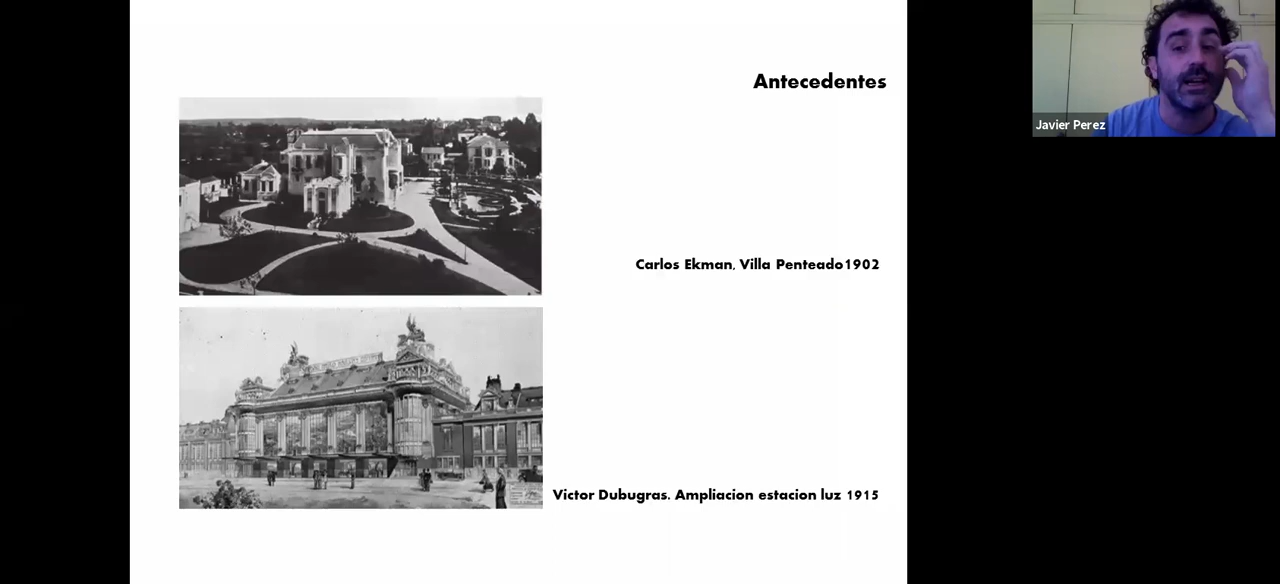 Antecedentes
Javier Perez
Carlos Ekman, Villa Penteado1902
Victor Dubugras. Ampliacion estacion luz 1915